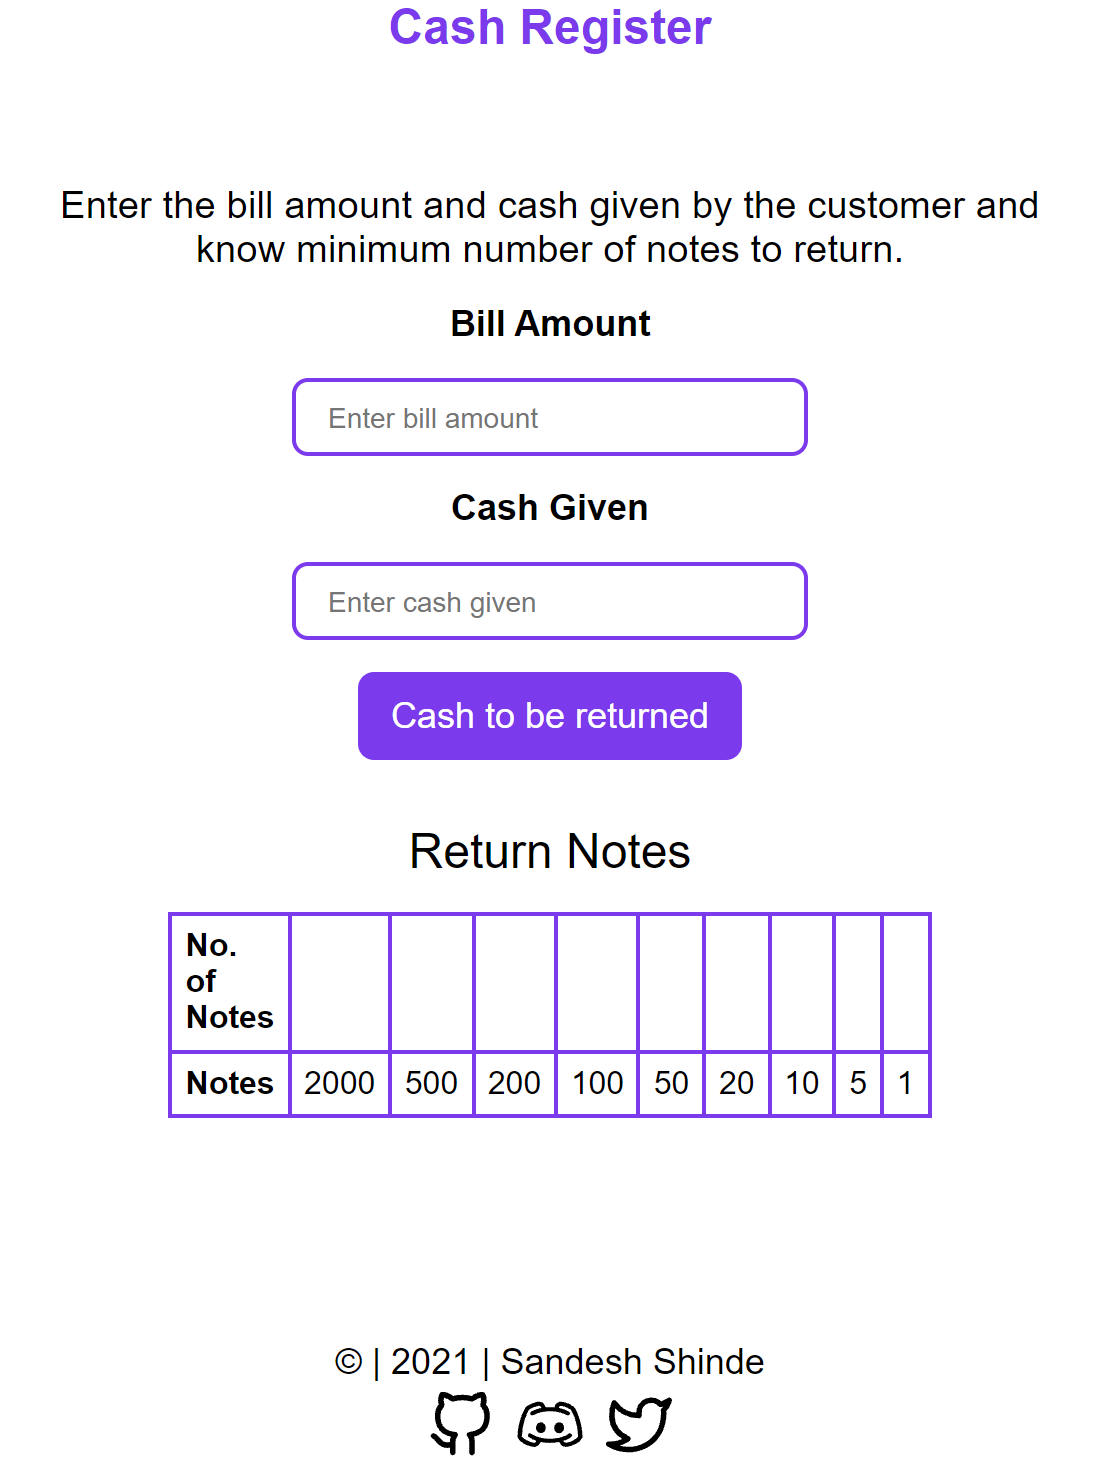 Cash Register
Enter the bill amount and cash given by the customer and
know minimum number of notes to return.
Bill Amount
Enter bill amount
Cash Given
Enter cash given
Cash to be returned
Return Notes
No.
of
Notes
Notes 2000 500 200 100 50 20 10 5 1
© | 2021 | Sandesh Shinde